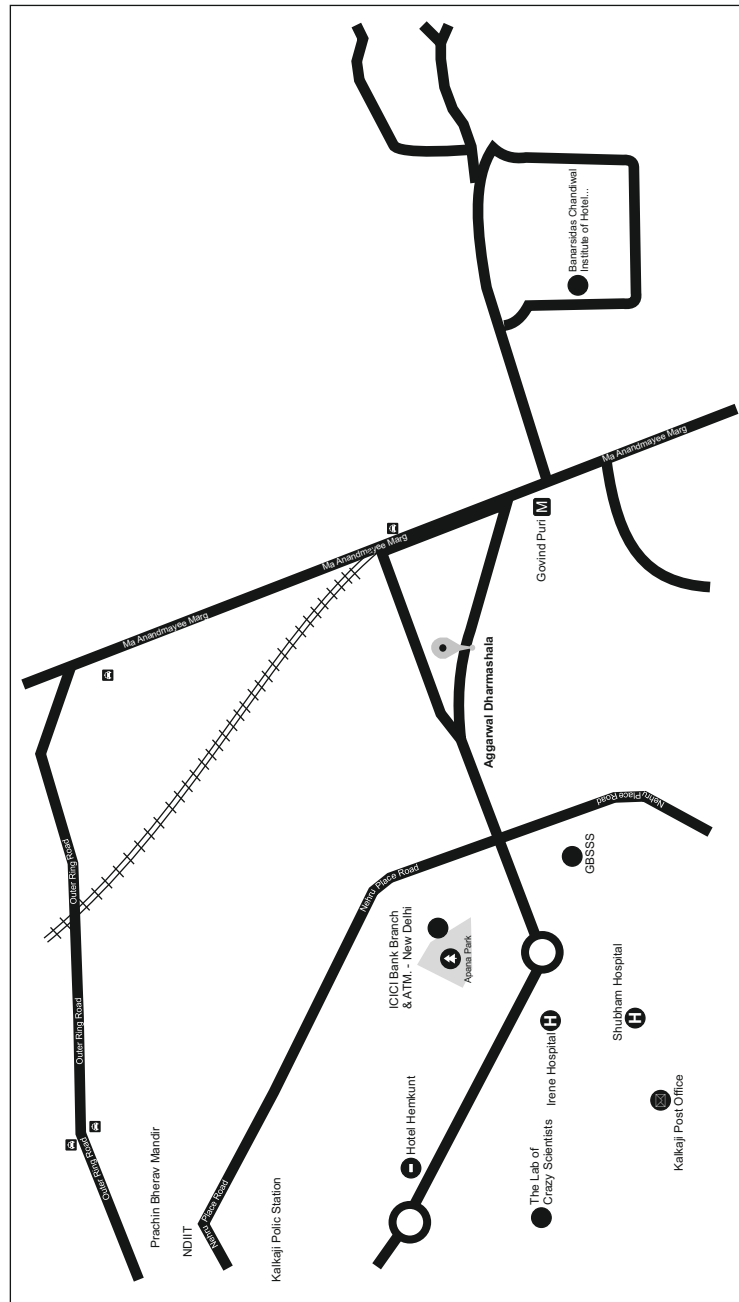 Outer Ring Road
Outer Ring Road
Outer Ring Road
Prachin Bherav Mandir
NDIIT
Nehru Place Road
Kalkaji Polic Station
Nehru Place Road
Ma Anandmayee Marg
Ma Anandmayee Marg
Ma Anandmayee Marg
ICICI Bank Branch
& ATM. - New Delhi
Apana Park
Hotel Hemkunt
Aggarwal Dharmashala
Govind Puri M
Banarsidas Chandiwal
Institute of Hotel...
The Lab of
Crazy Scientists
Irene Hospital H
GBSSS
Nehru Place Road
Nehru Place Road
Shubham Hospital
H
Kalkaji Post Office